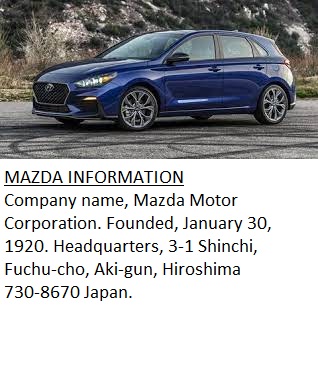 MAZDA INFORMATION
Company name, Mazda Motor
Corporation. Founded, January 30,
1920. Headquarters, 3-1 Shinchi,
Fuchu-cho, Aki-gun, Hiroshima
730-8670 Japan.